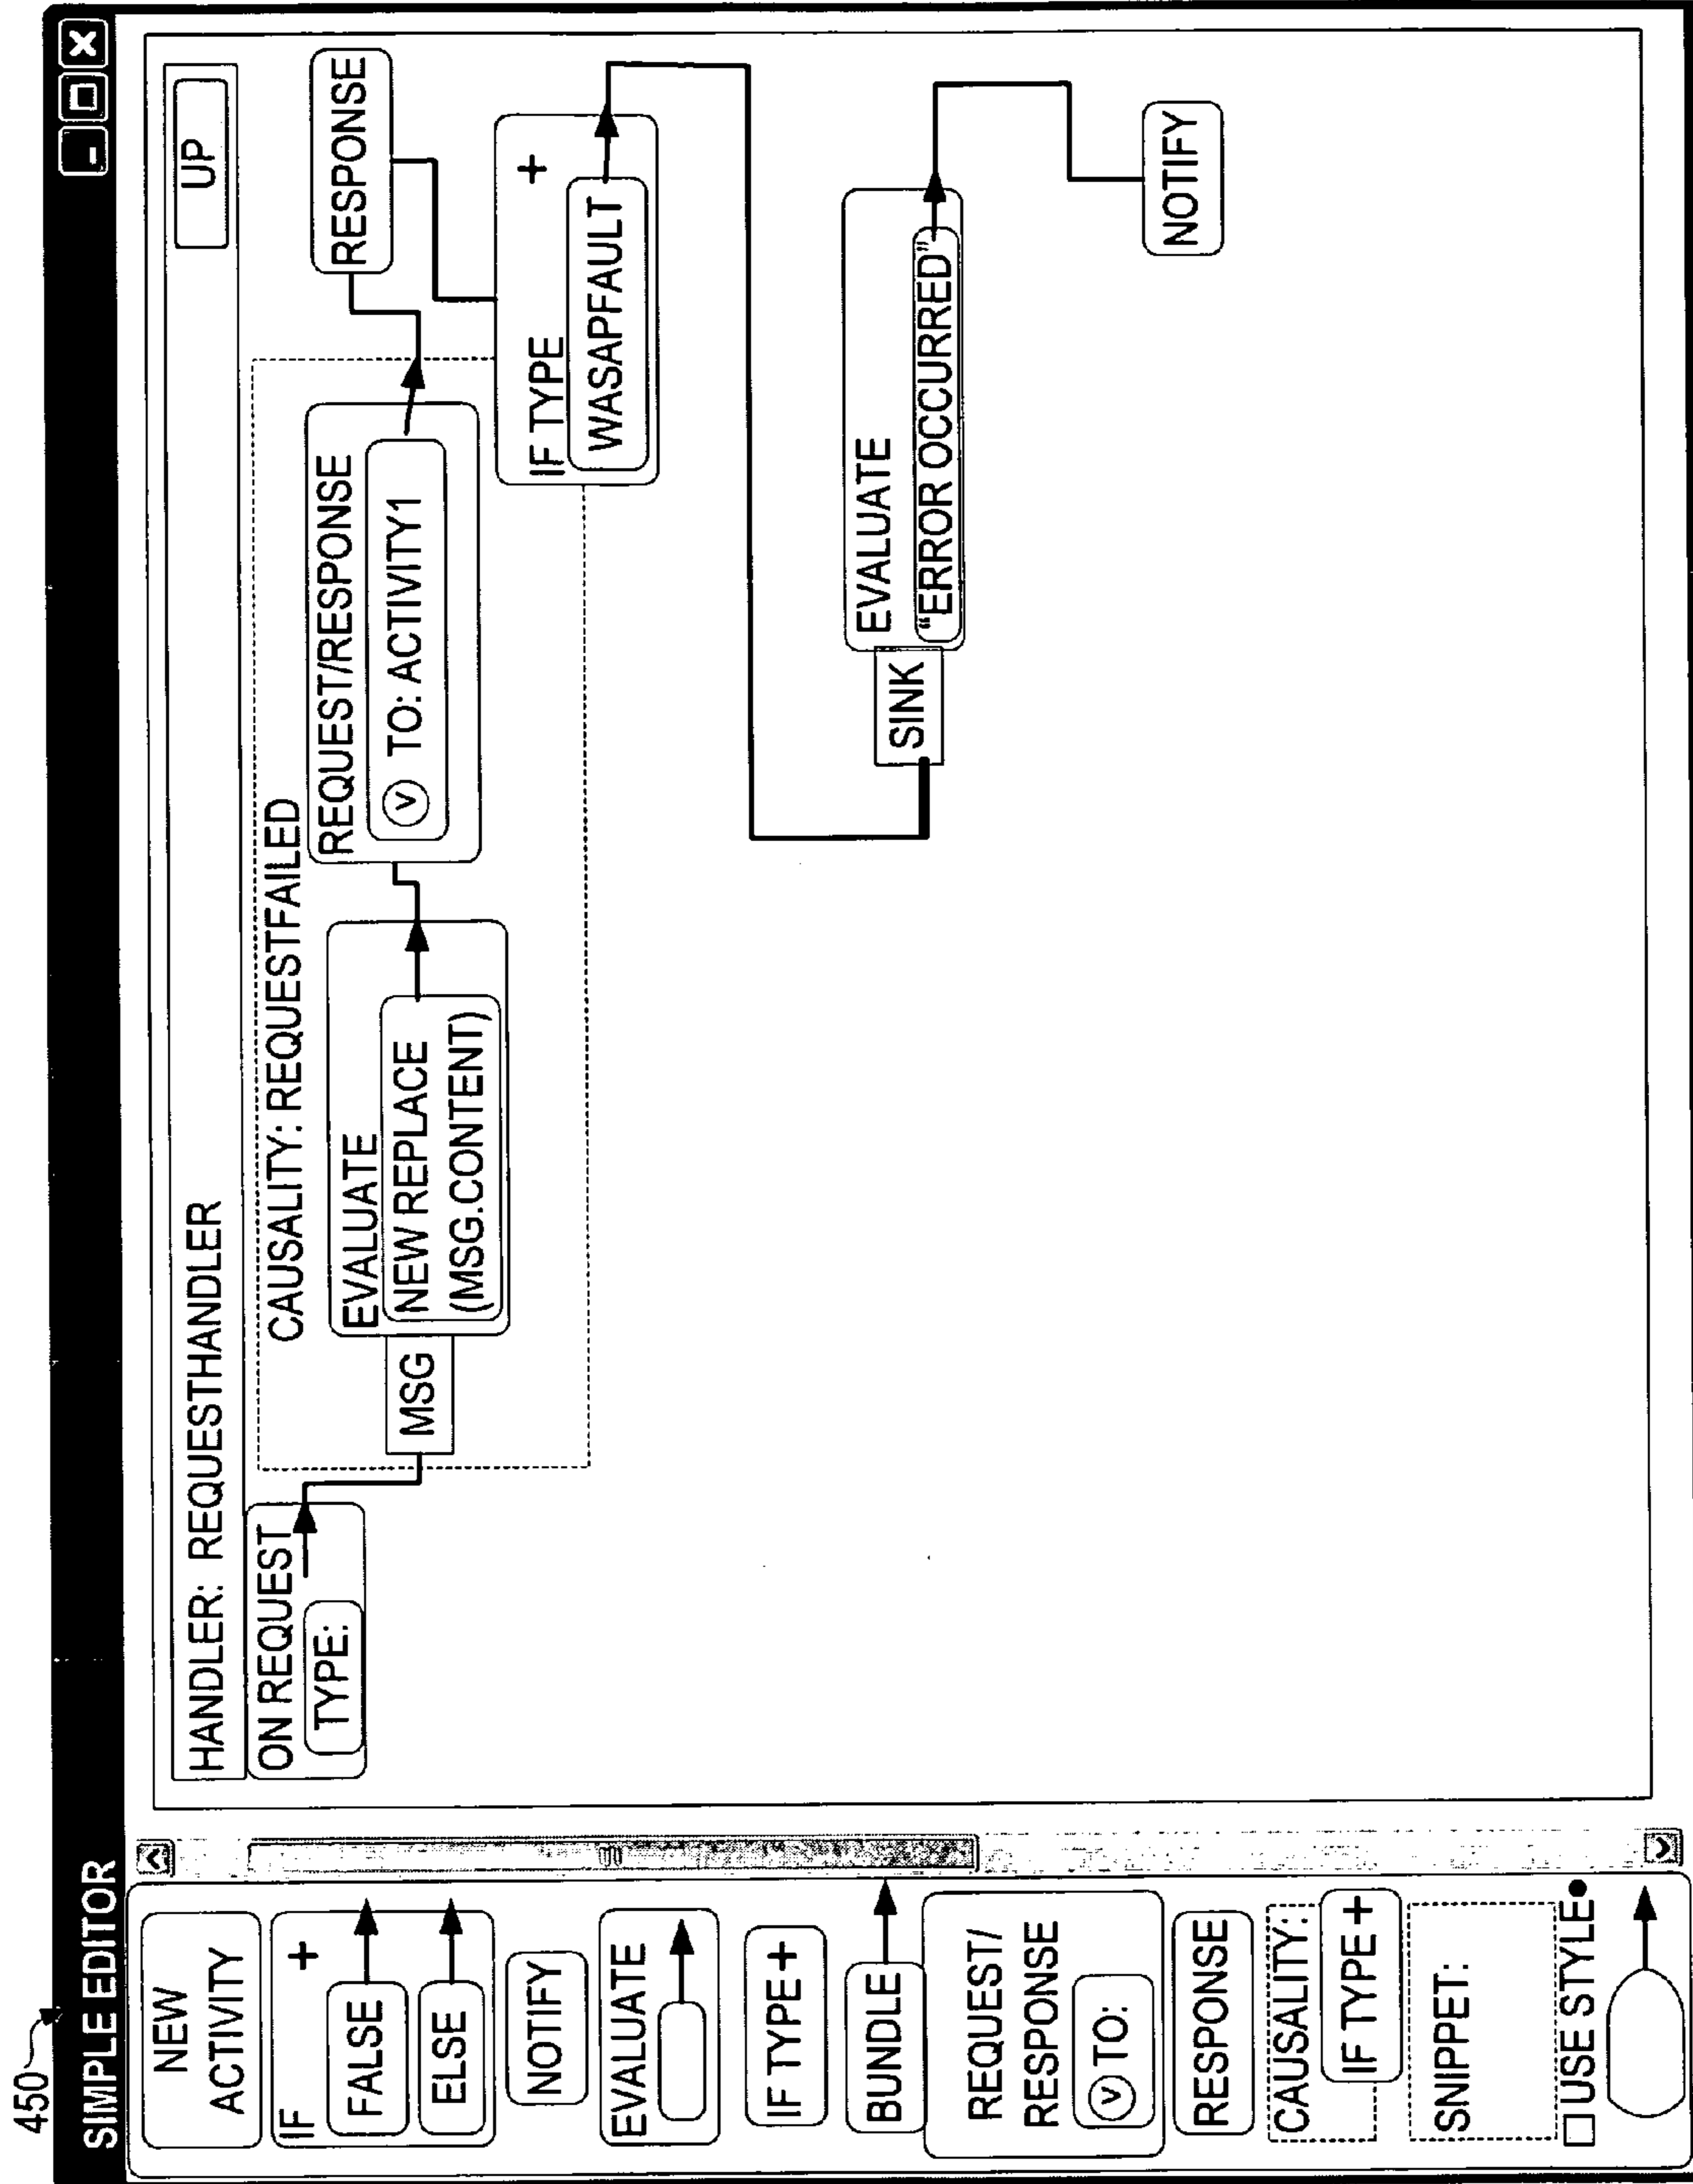 450
SIMPLE EDITOR
NEW
ACTIVITY
IF +
FALSE
ELSE
NOTIFY
EVALUATE
IF TYPE +
BUNDLE
REQUEST/
RESPONSE
V TO:
RESPONSE
CAUSALITY:
IF TYPE +
SNIPPET:
USE STYLE
HANDLER: REQUESTHANDLER
UP
ON REQUEST
TYPE:
CAUSALITY: REQUESTFAILED
MSG
EVALUATE
NEW REPLACE
(MSG.CONTENT)
REQUEST/RESPONSE
V TO: ACTIVITY1
RESPONSE
IF TYPE +
WASAPFAULT
SINK
EVALUATE
“ERROR OCCURRED”
NOTIFY